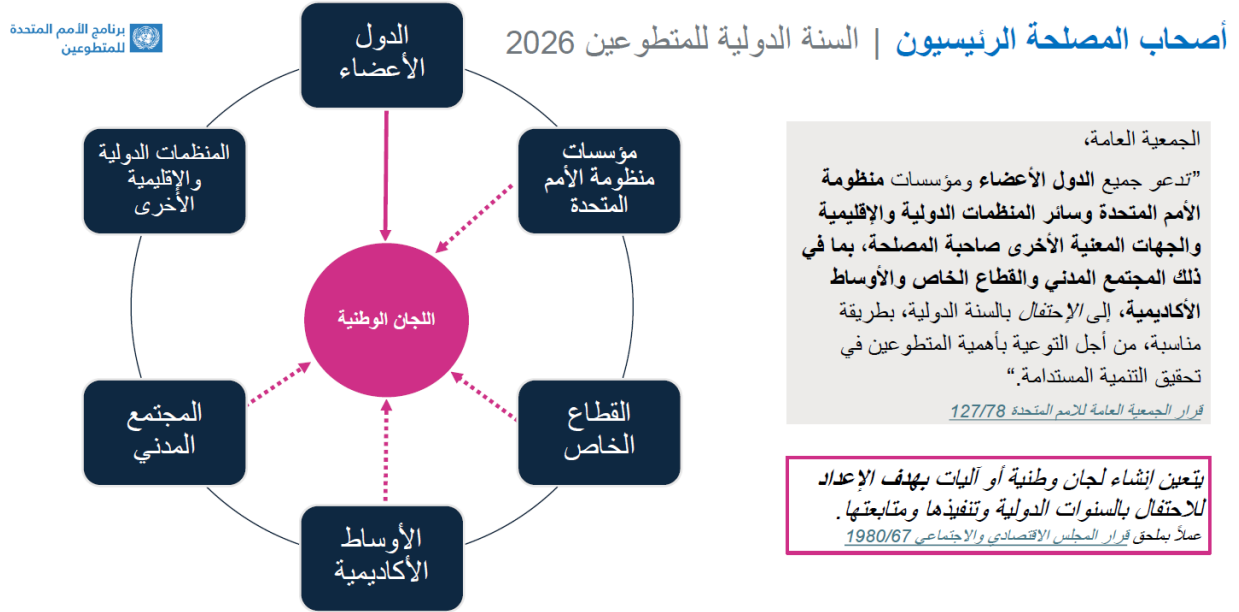 أصحاب المصلحة الرئيسيون | السنة الدولية للمتطوعين 2026
برنامج الأمم المتحدة
للمتطوعين
الدول
الأعضاء
مؤسسات
منظومة الأمم
المتحدة
القطاع
الخاص
الأوساط
الأكاديمية
المجتمع
المدني
المنظمات الدولية
والإقليمية
الأخرى
اللجان الوطنية
الجمعية العامة،
”تدعو جميع الدول الأعضاء ومؤسسات منظومة
الأمم المتحدة وسائر المنظمات الدولية والإقليمية
والجهات المعنية الأخرى صاحبة المصلحة، بما في
ذلك المجتمع المدني والقطاع الخاص والأوساط
الأكاديمية، إلى الإحتفال بالسنة الدولية، بطريقة
مناسبة، من أجل التوعية بأهمية المتطوعين في
تحقيق التنمية المستدامة.“
قرار الجمعية العامة للامم المتحدة 127/78
يتعين إنشاء لجان وطنية أو آليات بهدف الإعداد
للاحتفال بالسنوات الدولية وتنفيذها ومتابعتها.
عملاً بملحق قرار المجلس الاقتصادي والاجتماعي 1980/67